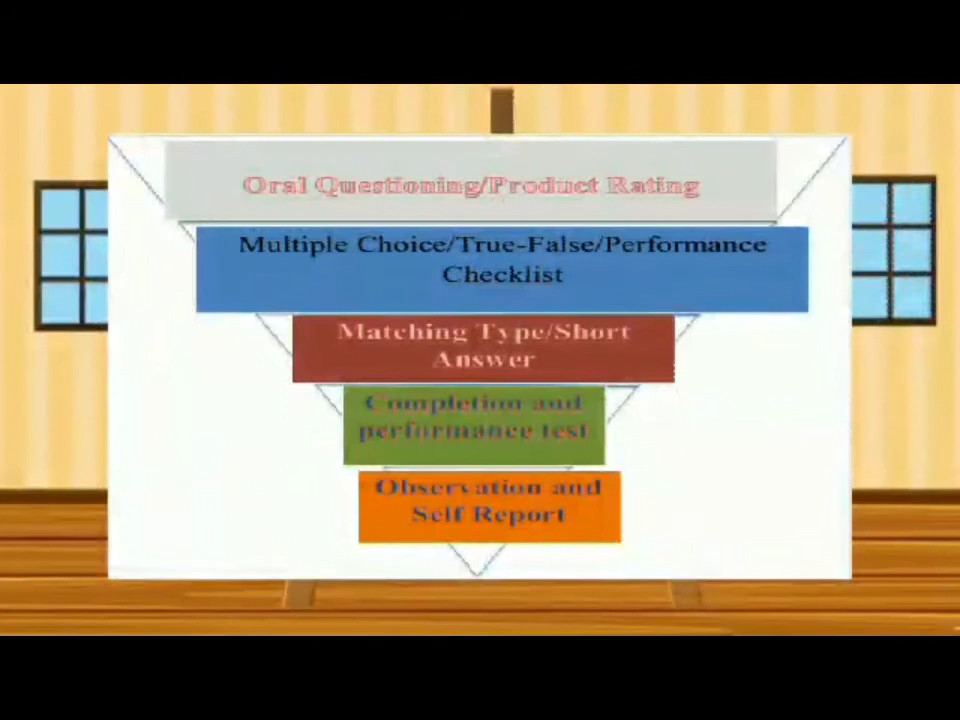 Oral Questioning/Product Rating
Multiple Choice/True-False/Performance
Checklist
Matching Type/Short
Answer
Completion and
performance test
Observation and
Self Report